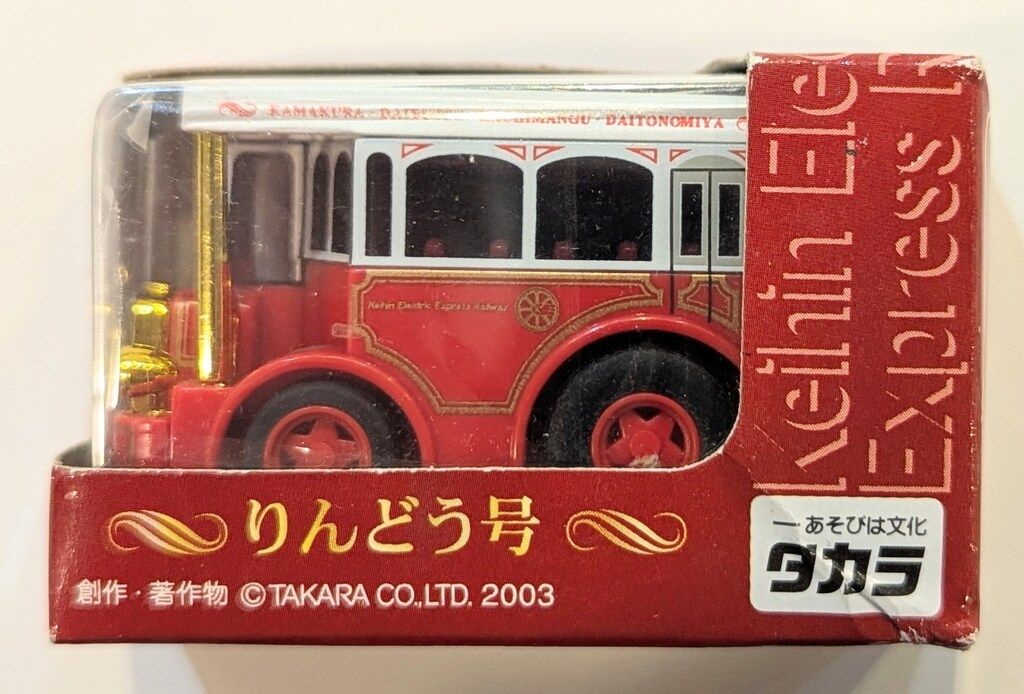 KAMAKURA · HACHIMANGU · DAITONOMIYA
Keihin Electric Express Railway
Keihin Ele
Express
りんどう号
創作・著作物 ©TAKARA CO.,LTD. 2003
あそびは文化
タカラ